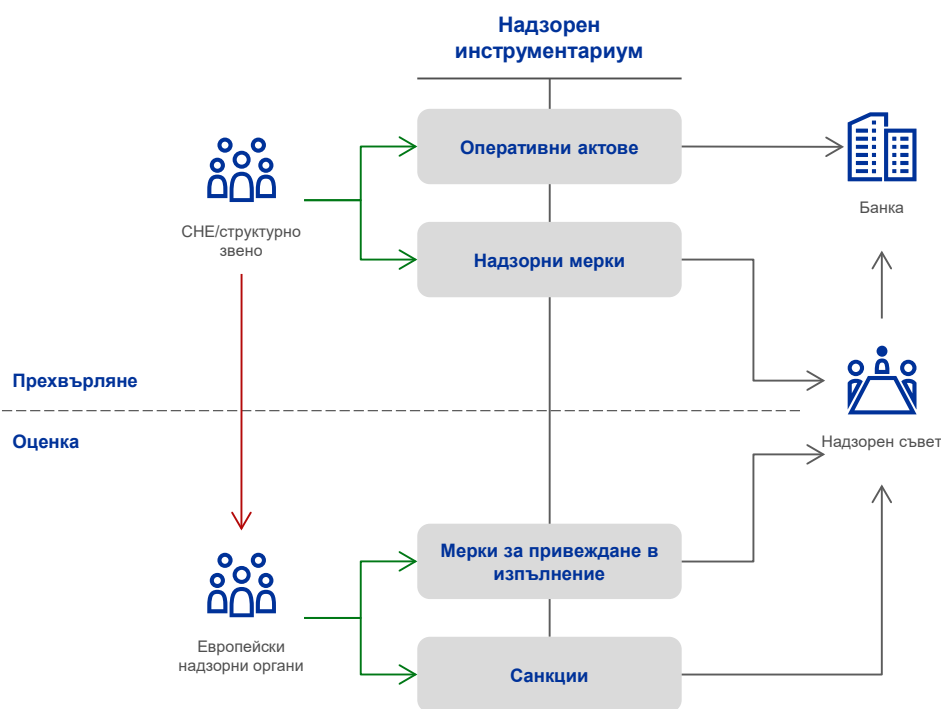 Надзорен
инструментариум
Оперативни актове
Банка
СНЕ/структурно
звено
Надзорни мерки
Прехвърляне
Оценка
Надзорен съвет
Мерки за привеждане в
изпълнение
Европейски
надзорни органи
Санкции